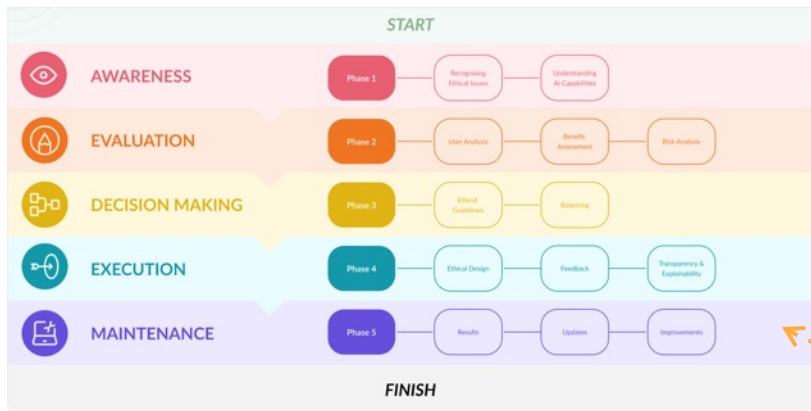 START
AWARENESS
Phase 1
Recognising
Ethical Issues
Understanding
AI Capabilities
EVALUATION
Phase 2
User Analysis
Benefit
Assessment
Risk Analysis
DECISION MAKING
Phase 3
Ethical
Guidelines
Balancing
EXECUTION
Phase 4
Ethical Design
Feedback
Transparency &
Explainability
MAINTENANCE
Phase 5
Results
Updates
Improvements
FINISH